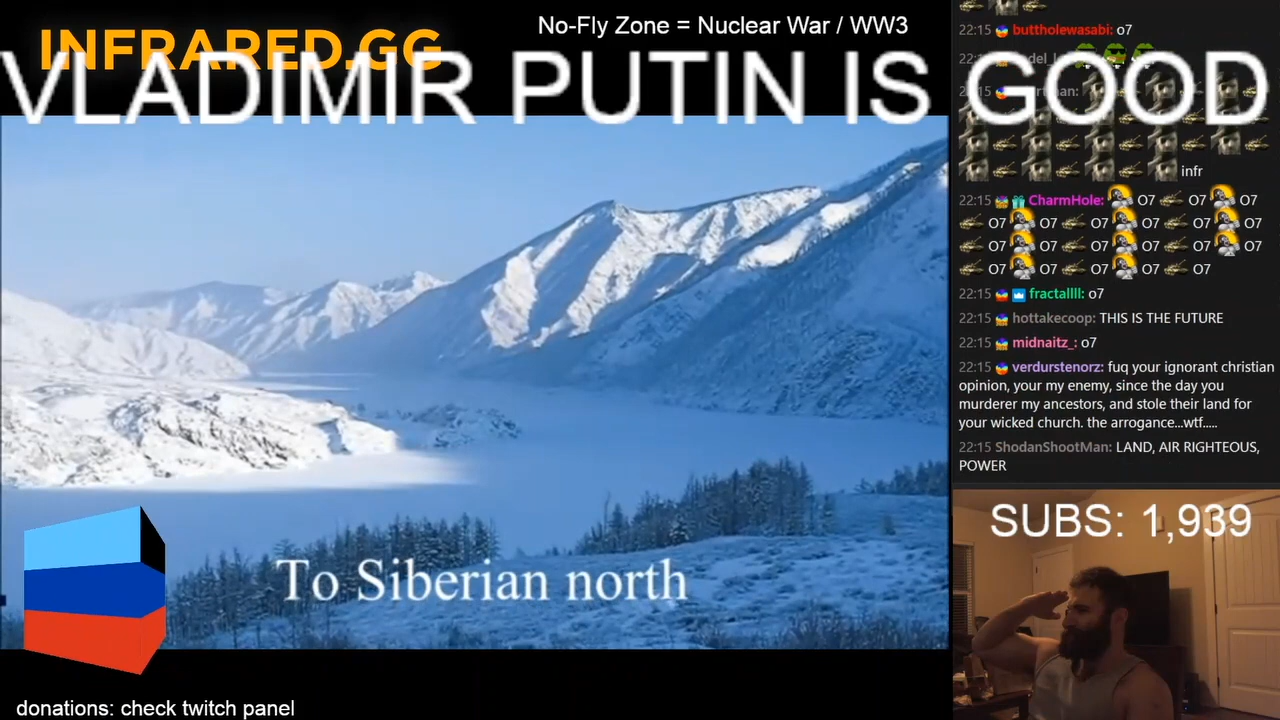 No-Fly Zone = Nuclear War / WW3
INFRARED.GG
VLADIMIR PUTIN IS GOOD
22:15 buttholewasabi: o7
infr
22:15 CharmHole: O7 O7 O7
O7 O7 O7 O7 O7
O7 O7 O7 O7 O7
O7 O7 O7 O7
22:15 fractallll: o7
22:15 hottakecoop: THIS IS THE FUTURE
22:15 midnaitz_: o7
22:15 verdurstenorz: fuq your ignorant christian
opinion, your my enemy, since the day you
murderer my ancestors, and stole their land for
your wicked church. the arrogance...wtf.....
22:15 ShodanShootMan: LAND, AIR RIGHTEOUS,
POWER
SUBS: 1,939
To Siberian north
donations: check twitch panel